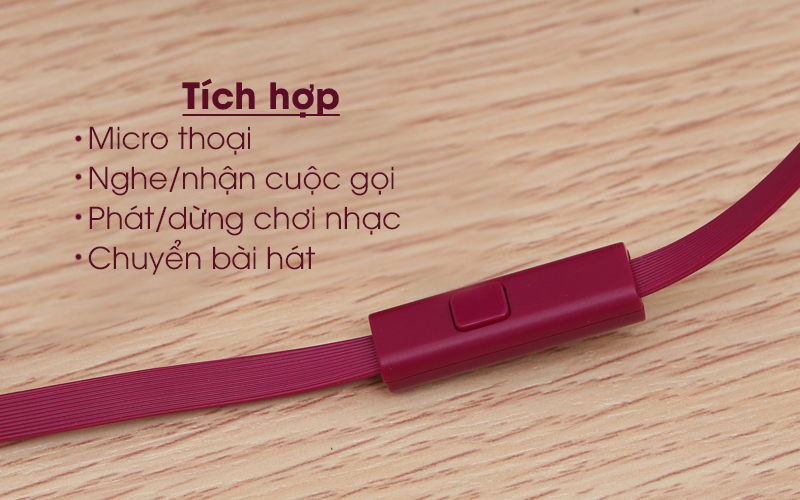 Tích hợp
• Micro thoại
• Nghe/nhận cuộc gọi
• Phát/dừng chơi nhạc
• Chuyển bài hát